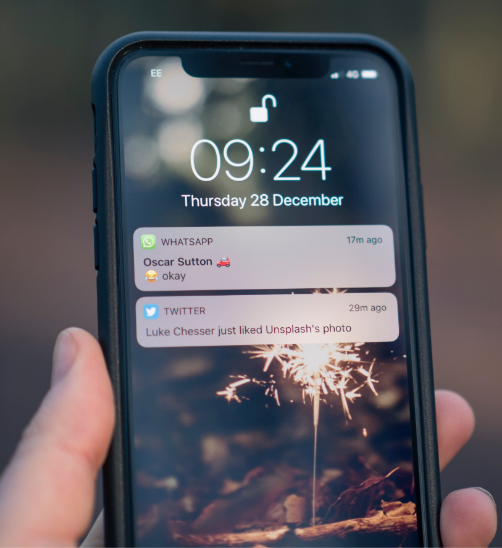 EE
4G
09:24
Thursday 28 December
WHATSAPP
17m ago
Oscar Sutton 🚗
😂 okay
TWITTER
29m ago
Luke Chesser just liked Unsplash's photo